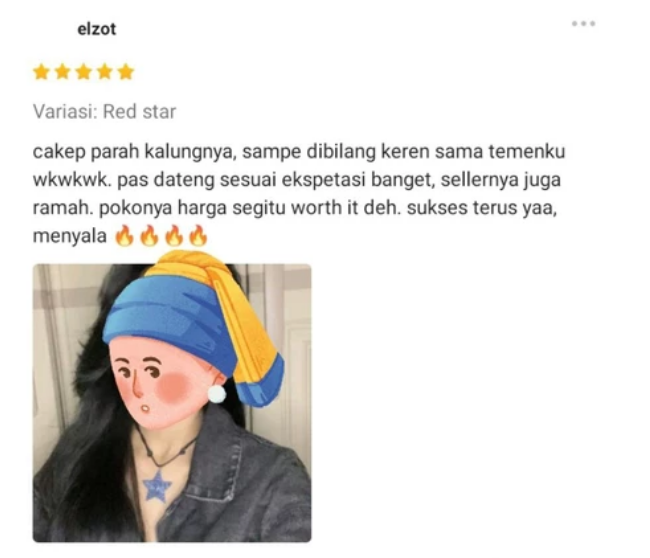 elzot
Variasi: Red star
cakep parah kalungnya, sampe dibilang keren sama temenku
wkwkwk. pas dateng sesuai ekspetasi banget, sellernya juga
ramah. pokonya harga segitu worth it deh. sukses terus yaa,
menyala 🔥🔥🔥🔥